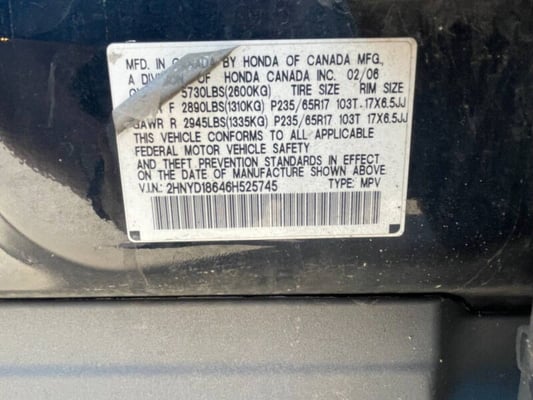 MFD. IN CANADA BY HONDA OF CANADA MFG.,
A DIVISION OF HONDA CANADA INC. 02/06
5730LBS(2600KG) TIRE SIZE RIM SIZE
F 2890LBS(1310KG) P235/65R17 103T 17X6.5JJ
GAWR R 2945LBS(1335KG) P235/65R17 103T 17X6.5JJ
THIS VEHICLE CONFORMS TO ALL APPLICABLE
FEDERAL MOTOR VEHICLE SAFETY
AND THEFT PREVENTION STANDARDS IN EFFECT
ON THE DATE OF MANUFACTURE SHOWN ABOVE.
V.I.N.: 2HNYD18646H525745 TYPE: MPV